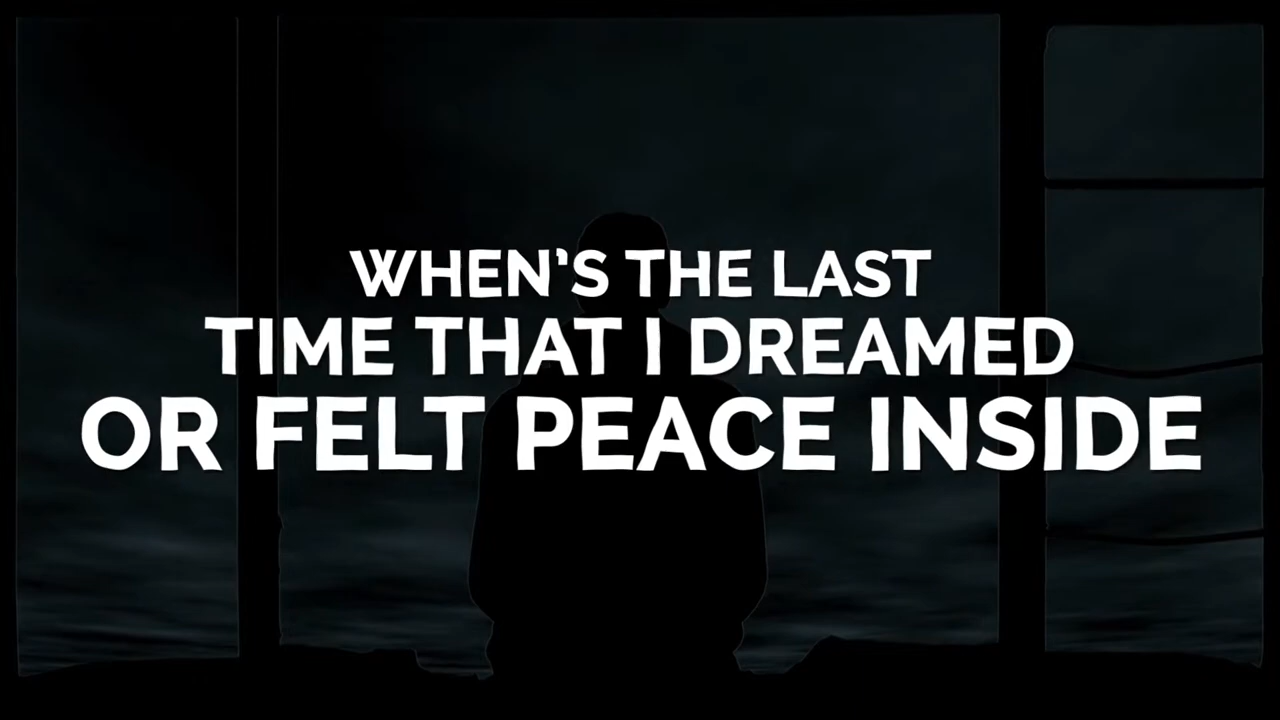 WHEN’S THE LAST
TIME THAT I DREAMED
OR FELT PEACE INSIDE